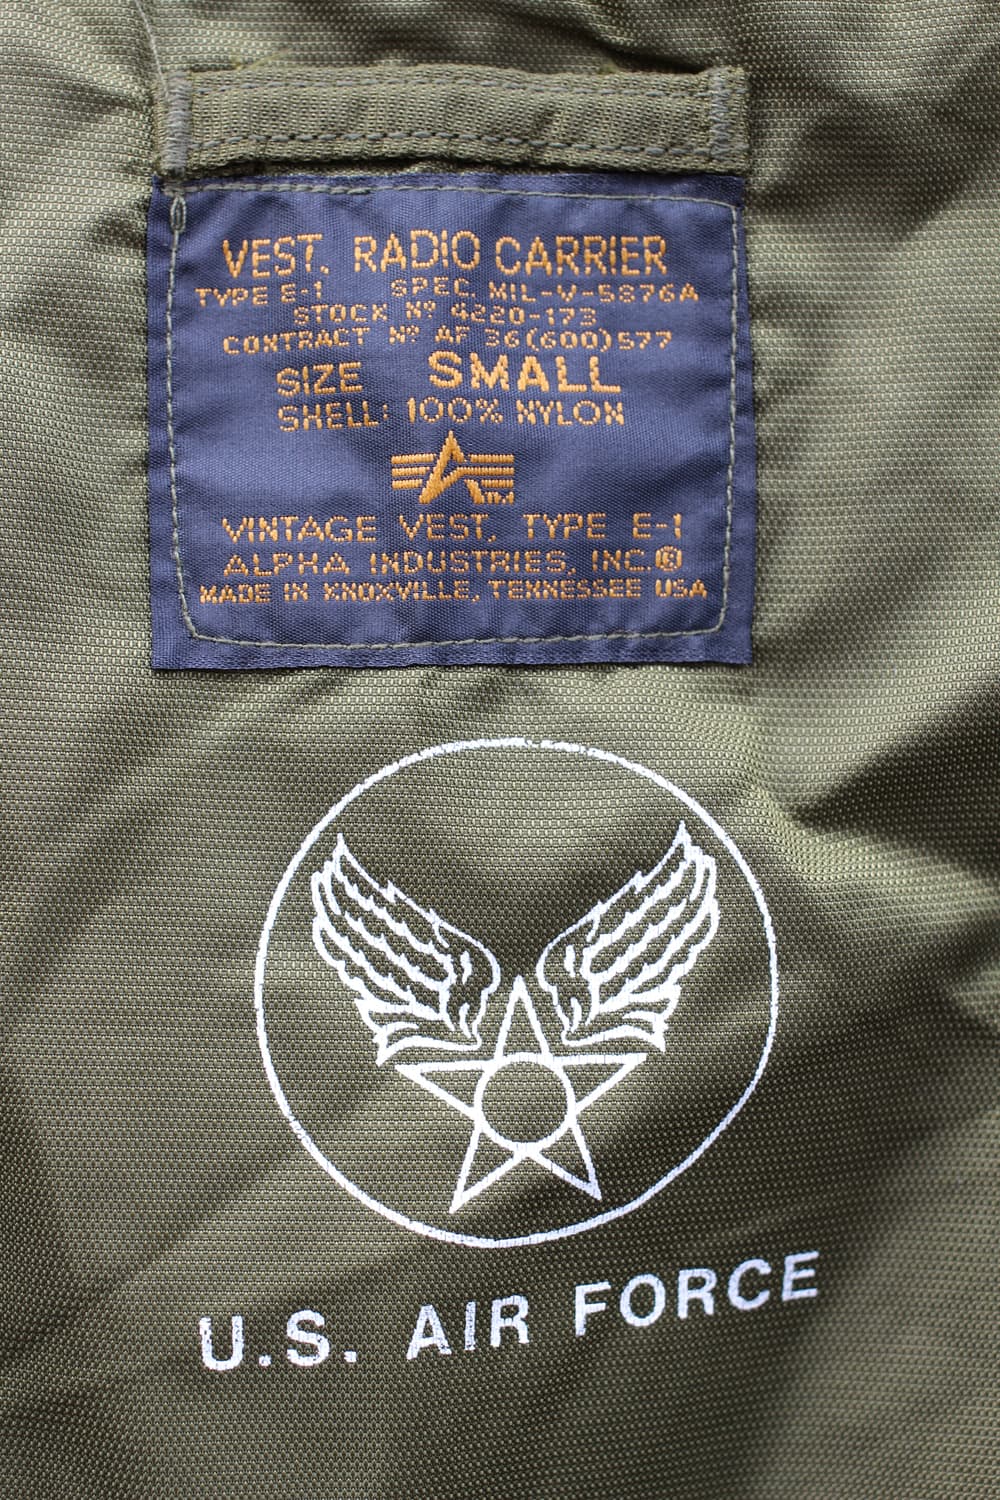 VEST, RADIO CARRIER
TYPE E-1 SPEC. MIL-V-5876A
STOCK Nº 4220-173
CONTRACT Nº AF 36(600)577
SIZE SMALL
SHELL: 100% NYLON
TM
VINTAGE VEST, TYPE E-1
ALPHA INDUSTRIES, INC.®
MADE IN KNOXVILLE, TENNESSEE USA
U.S. AIR FORCE